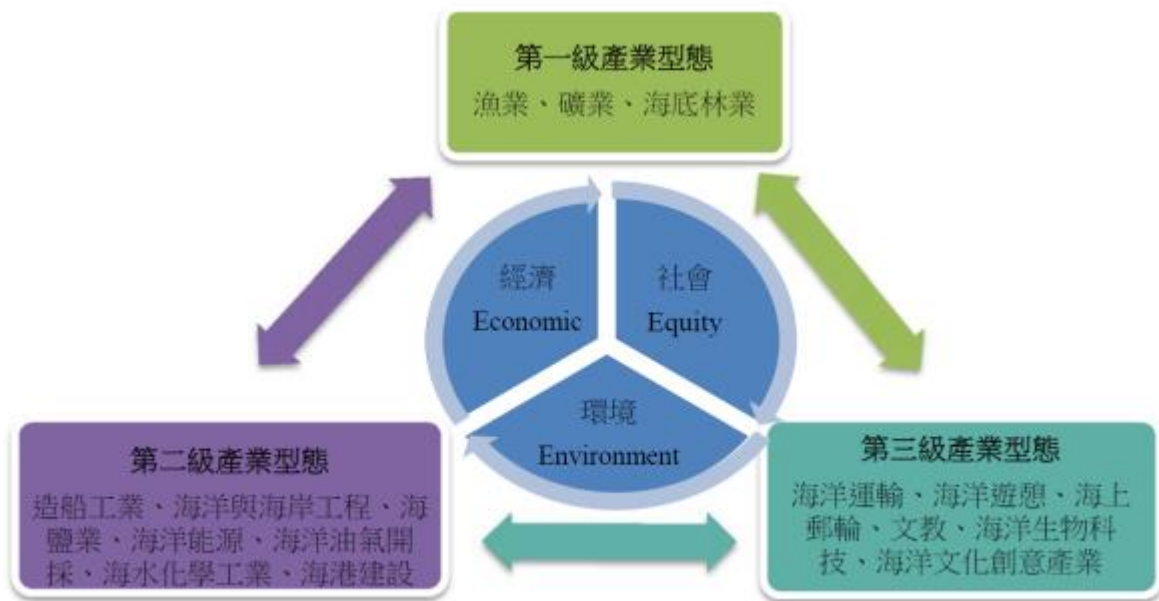 第一級產業型態
漁業、礦業、海底林業
經濟
Economic
社會
Equity
環境
Environment
第二級產業型態
造船工業、海洋與海岸工程、海
鹽業、海洋能源、海洋油氣開
採、海水化學工業、海港建設
第三級產業型態
海洋運輸、海洋遊憩、海上
郵輪、文教、海洋生物科
技、海洋文化創意產業